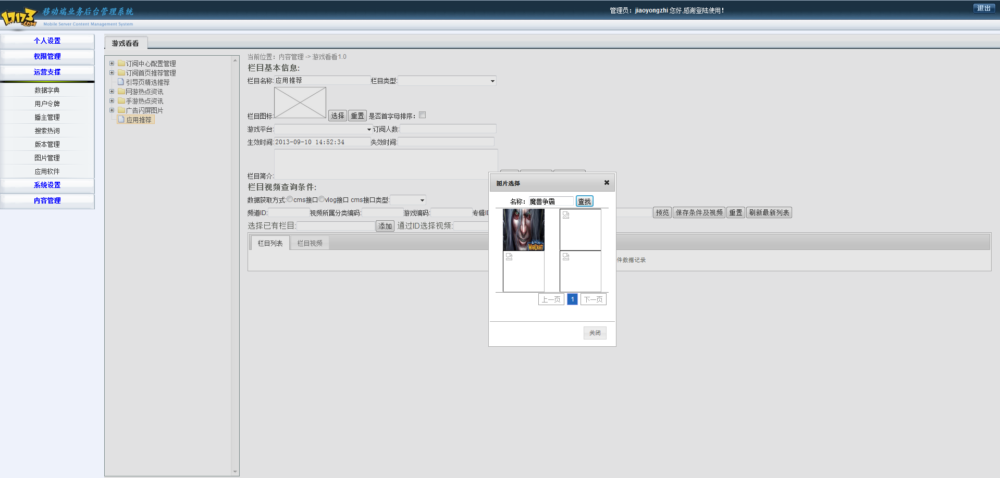 17173.COM 移动端业务后台管理系统
Mobile Server Content Management System
管理员：jiaoyongzhi 您好,感谢登陆使用！
退出
个人设置
权限管理
运营支撑
数据字典
用户令牌
播主管理
搜索热词
版本管理
图片管理
应用软件
系统设置
内容管理
游戏看看
订阅中心配置管理
订阅首页推荐管理
引导页精选推荐
网游热点资讯
手游热点资讯
广告闪屏图片
应用推荐
当前位置：内容管理 -> 游戏看看1.0
栏目基本信息:
栏目名称: 应用推荐 栏目类型:
栏目图标: 选择 重置 是否首字母排序：
游戏平台: 订阅人数:
生效时间: 2013-09-10 14:52:34 失效时间:
栏目简介:
栏目视频查询条件:
数据获取方式: cms接口 vlog接口 cms接口类型:
频道ID: 视频所属分类编码: 游戏编码: 专辑ID 预览 保存条件及视频 重置 刷新最新列表
选择已有栏目: 添加 通过ID选择视频:
栏目列表 栏目视频
件数据记录
图片选择
名称： 魔兽争霸 查找
WARCRAFT
上一页 1 下一页
关闭